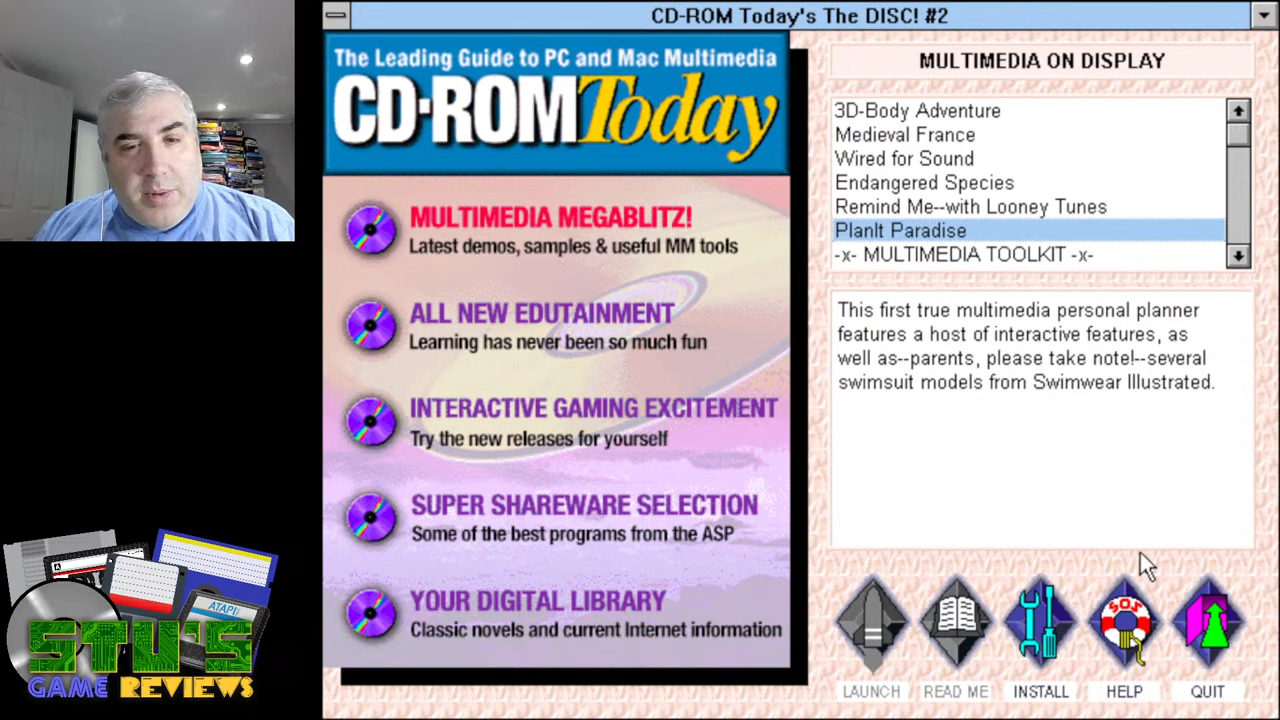 CD-ROM Today's The DISC! #2
The Leading Guide to PC and Mac Multimedia
CD-ROM Today
MULTIMEDIA MEGABLITZ!
Latest demos, samples & useful MM tools
ALL NEW EDUTAINMENT
Learning has never been so much fun
INTERACTIVE GAMING EXCITEMENT
Try the new releases for yourself
SUPER SHAREWARE SELECTION
Some of the best programs from the ASP
YOUR DIGITAL LIBRARY
Classic novels and current Internet information
MULTIMEDIA ON DISPLAY
3D-Body Adventure
Medieval France
Wired for Sound
Endangered Species
Remind Me--with Looney Tunes
PlanIt Paradise
-x- MULTIMEDIA TOOLKIT -x-
This first true multimedia personal planner
features a host of interactive features, as
well as--parents, please take note!--several
swimsuit models from Swimwear Illustrated.
S.O.S
LAUNCH
READ ME
INSTALL
HELP
QUIT
ATAPI
STU'S
GAME REVIEWS